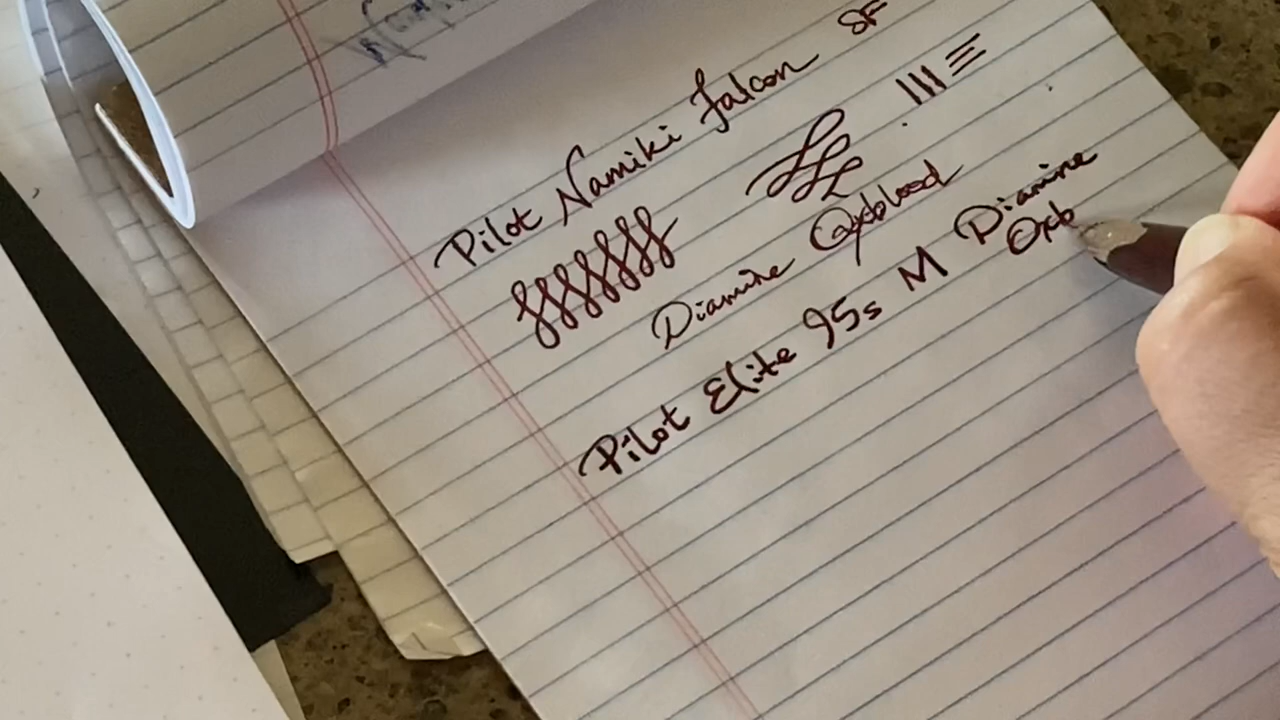 Pilot Namiki Falcon SF
Diamine Oxblood
Pilot Elite 95s M Diamine
Oxb